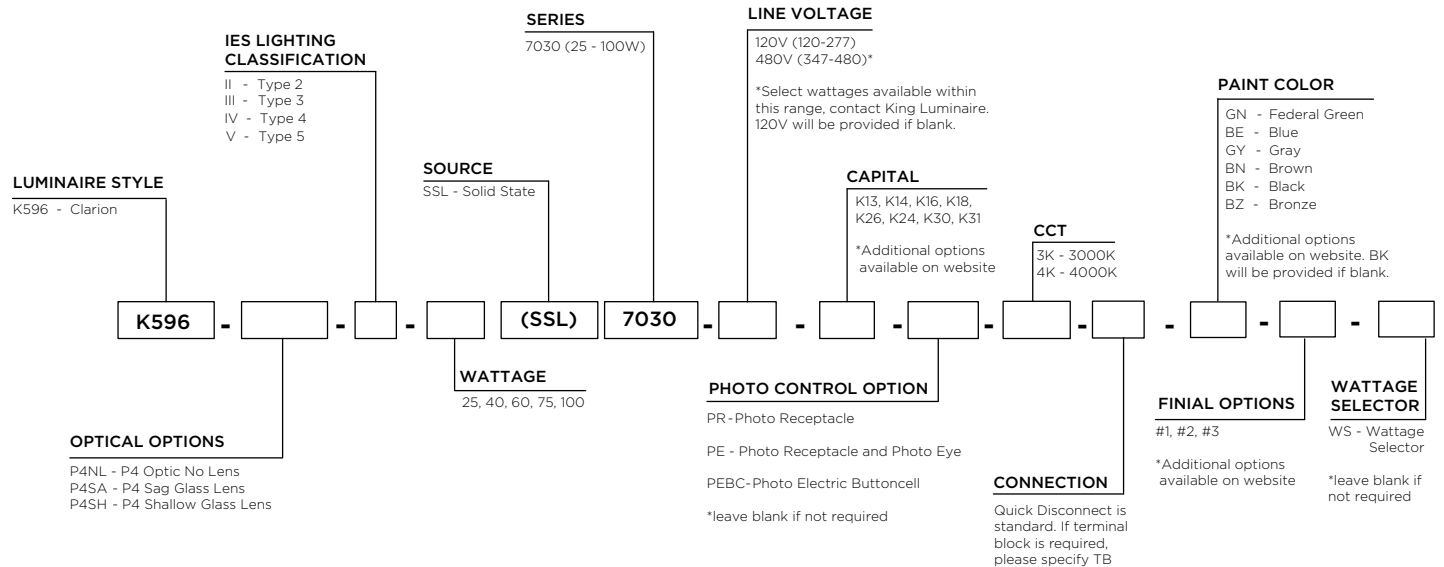 LUMINAIRE STYLE
K596 - Clarion
IES LIGHTING
CLASSIFICATION
II - Type 2
III - Type 3
IV - Type 4
V - Type 5
SOURCE
SSL - Solid State
SERIES
7030 (25 - 100W)
LINE VOLTAGE
120V (120-277)
480V (347-480)*
*Select wattages available within
this range, contact King Luminaire.
120V will be provided if blank.
CAPITAL
K13, K14, K16, K18,
K26, K24, K30, K31
*Additional options
available on website
CCT
3K - 3000K
4K - 4000K
PAINT COLOR
GN - Federal Green
BE - Blue
GY - Gray
BN - Brown
BK - Black
BZ - Bronze
*Additional options
available on website. BK
will be provided if blank.
K596 - - - (SSL) 7030 - - - - - - -
OPTICAL OPTIONS
P4NL - P4 Optic No Lens
P4SA - P4 Sag Glass Lens
P4SH - P4 Shallow Glass Lens
WATTAGE
25, 40, 60, 75, 100
PHOTO CONTROL OPTION
PR-Photo Receptacle
PE - Photo Receptacle and Photo Eye
PEBC-Photo Electric Buttoncell
*leave blank if not required
CONNECTION
Quick Disconnect is
standard. If terminal
block is required,
please specify TB
FINIAL OPTIONS
#1, #2, #3
*Additional options
available on website
WATTAGE
SELECTOR
WS - Wattage
Selector
*leave blank if
not required